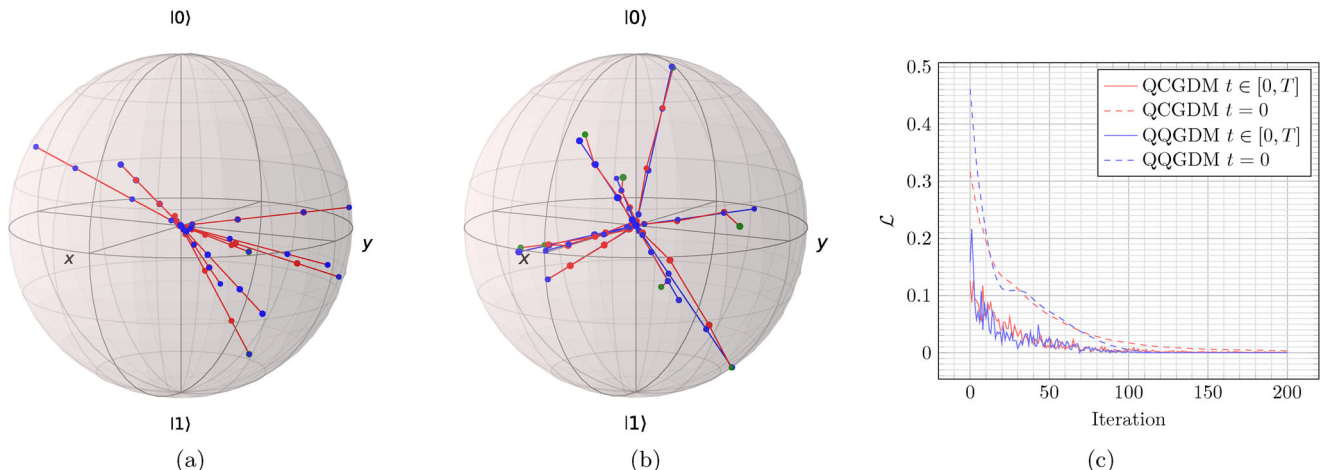 |0⟩
x
y
|1⟩
(a)
|0⟩
x
y
|1⟩
(b)
0.5
0.4
0.3
0.2
0.1
0
ℒ
QCGDM t ∈ [0, T]
QCGDM t = 0
QQGDM t ∈ [0, T]
QQGDM t = 0
0 50 100 150 200
Iteration
(c)